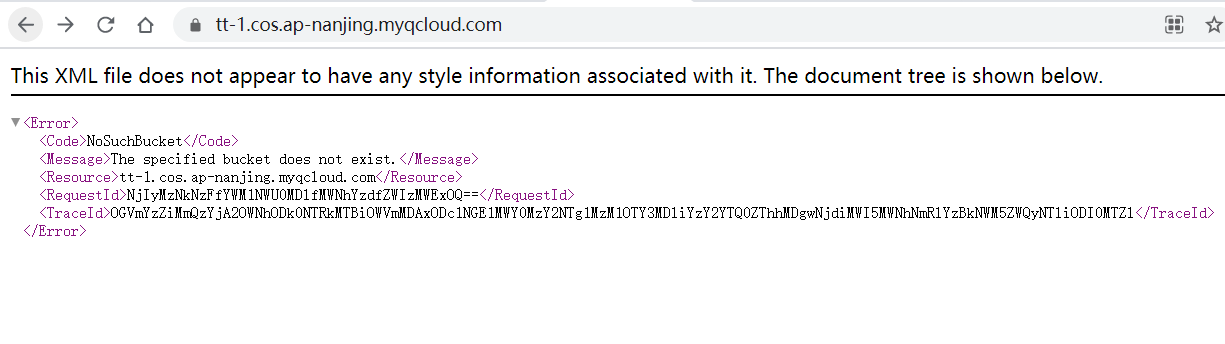 tt-1.cos.ap-nanjing.myqcloud.com
This XML file does not appear to have any style information associated with it. The document tree is shown below.
<Error>
<Code>NoSuchBucket</Code>
<Message>The specified bucket does not exist.</Message>
<Resource>tt-1.cos.ap-nanjing.myqcloud.com</Resource>
<RequestId>NjIyMzNkNzFfYWM1NWU0MD1fMWNhYzdfZWIzMWExOQ==</RequestId>
<TraceId>OGVmYzZiMmQzYjA2OWNhODk0NTRkMTBiOWVmMDAxODc1NGE1MWY0MzY2NTg1MzM1OTY3MD1iYzY2YTQ0ZThhMDgwNjdiMWI5MWNhNmR1YzBkNWM5ZWQyNT1iODI0MTZ1</TraceId>
</Error>